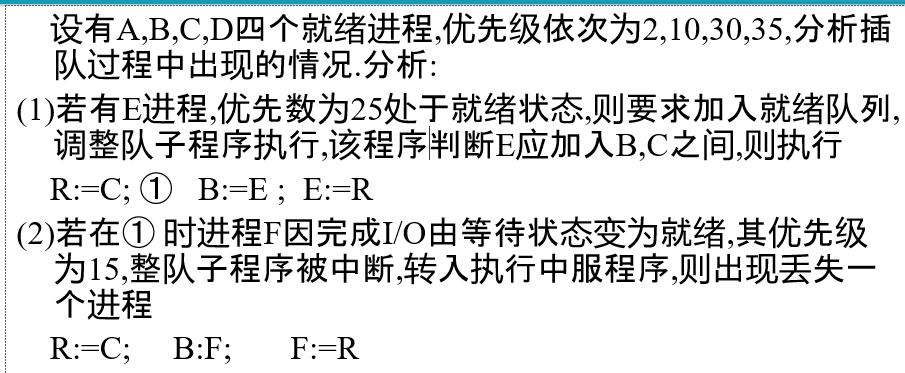 设有A,B,C,D四个就绪进程,优先级依次为2,10,30,35,分析插
队过程中出现的情况.分析:
(1)若有E进程,优先数为25处于就绪状态,则要求加入就绪队列,
调整队子程序执行,该程序判断E应加入B,C之间,则执行
R:=C; ① B:=E ; E:=R
(2)若在① 时进程F因完成I/O由等待状态变为就绪,其优先级
为15,整队子程序被中断,转入执行中服程序,则出现丢失一
个进程
R:=C; B:F; F:=R